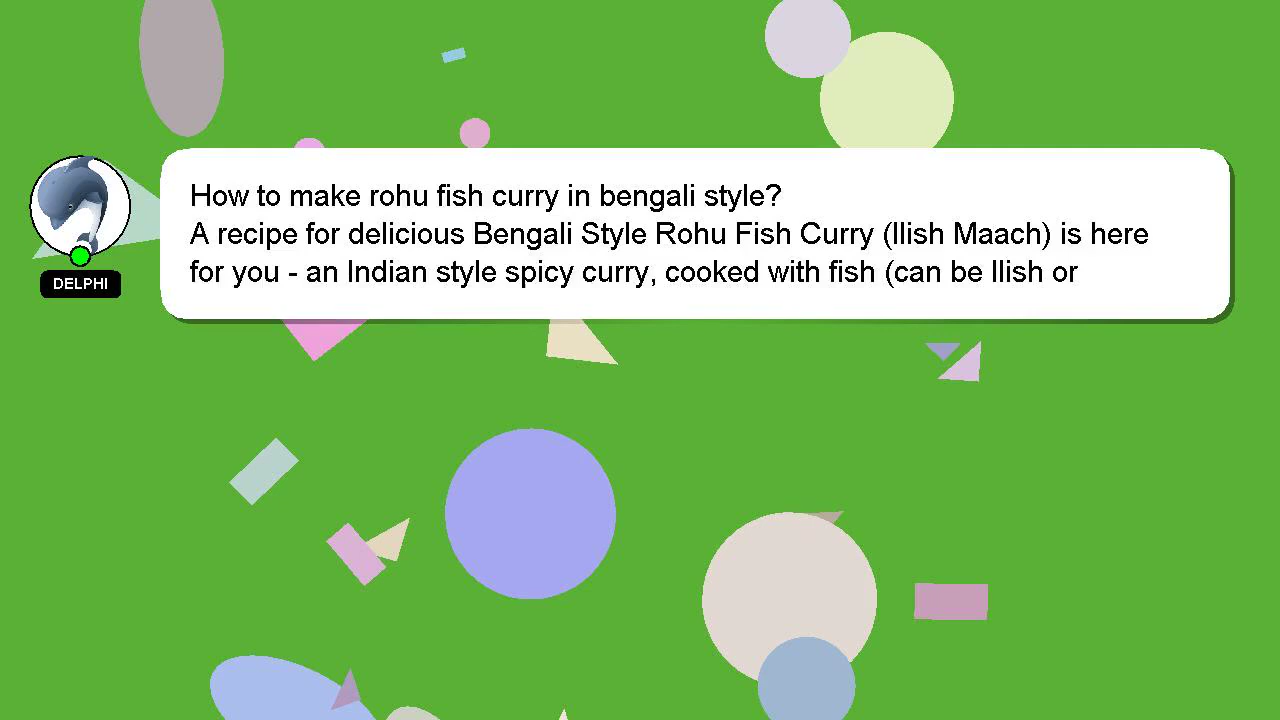 How to make rohu fish curry in bengali style?
A recipe for delicious Bengali Style Rohu Fish Curry (Ilish Maach) is here
for you - an Indian style spicy curry, cooked with fish (can be Ilish or
DELPHI